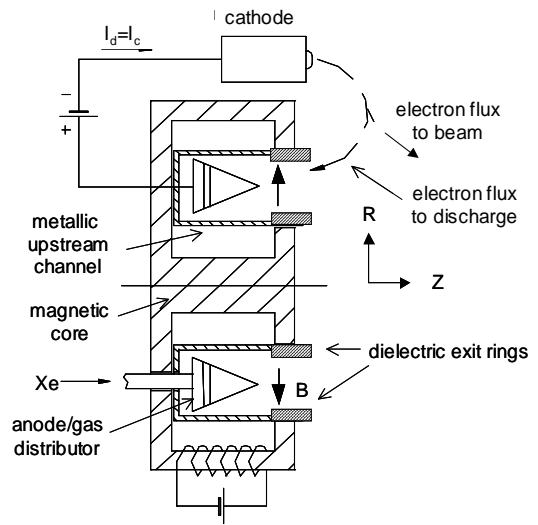 cathode
I_d=I_c
−
+
electron flux
to beam
electron flux
to discharge
metallic
upstream
channel
R
Z
magnetic
core
dielectric exit rings
Xe
B
anode/gas
distributor